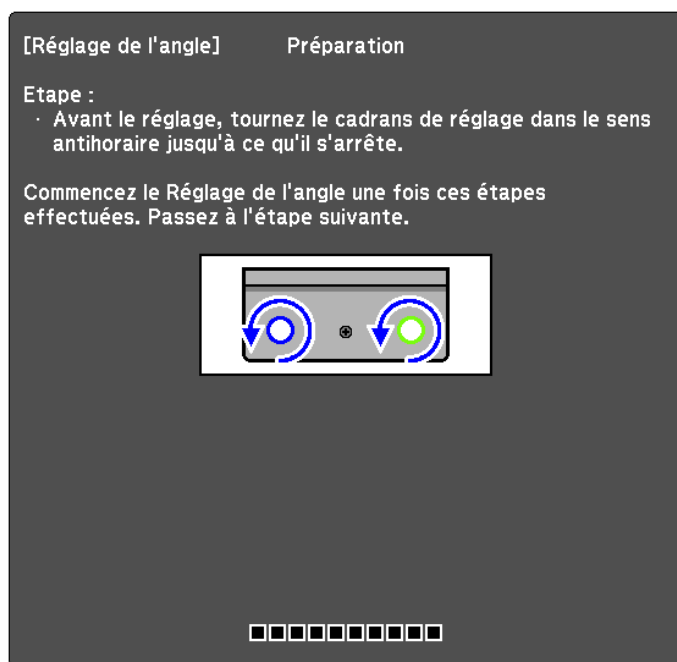 [Réglage de l'angle] Préparation
Etape :
· Avant le réglage, tournez le cadrans de réglage dans le sens
antihoraire jusqu'à ce qu'il s'arrête.
Commencez le Réglage de l'angle une fois ces étapes
effectuées. Passez à l'étape suivante.